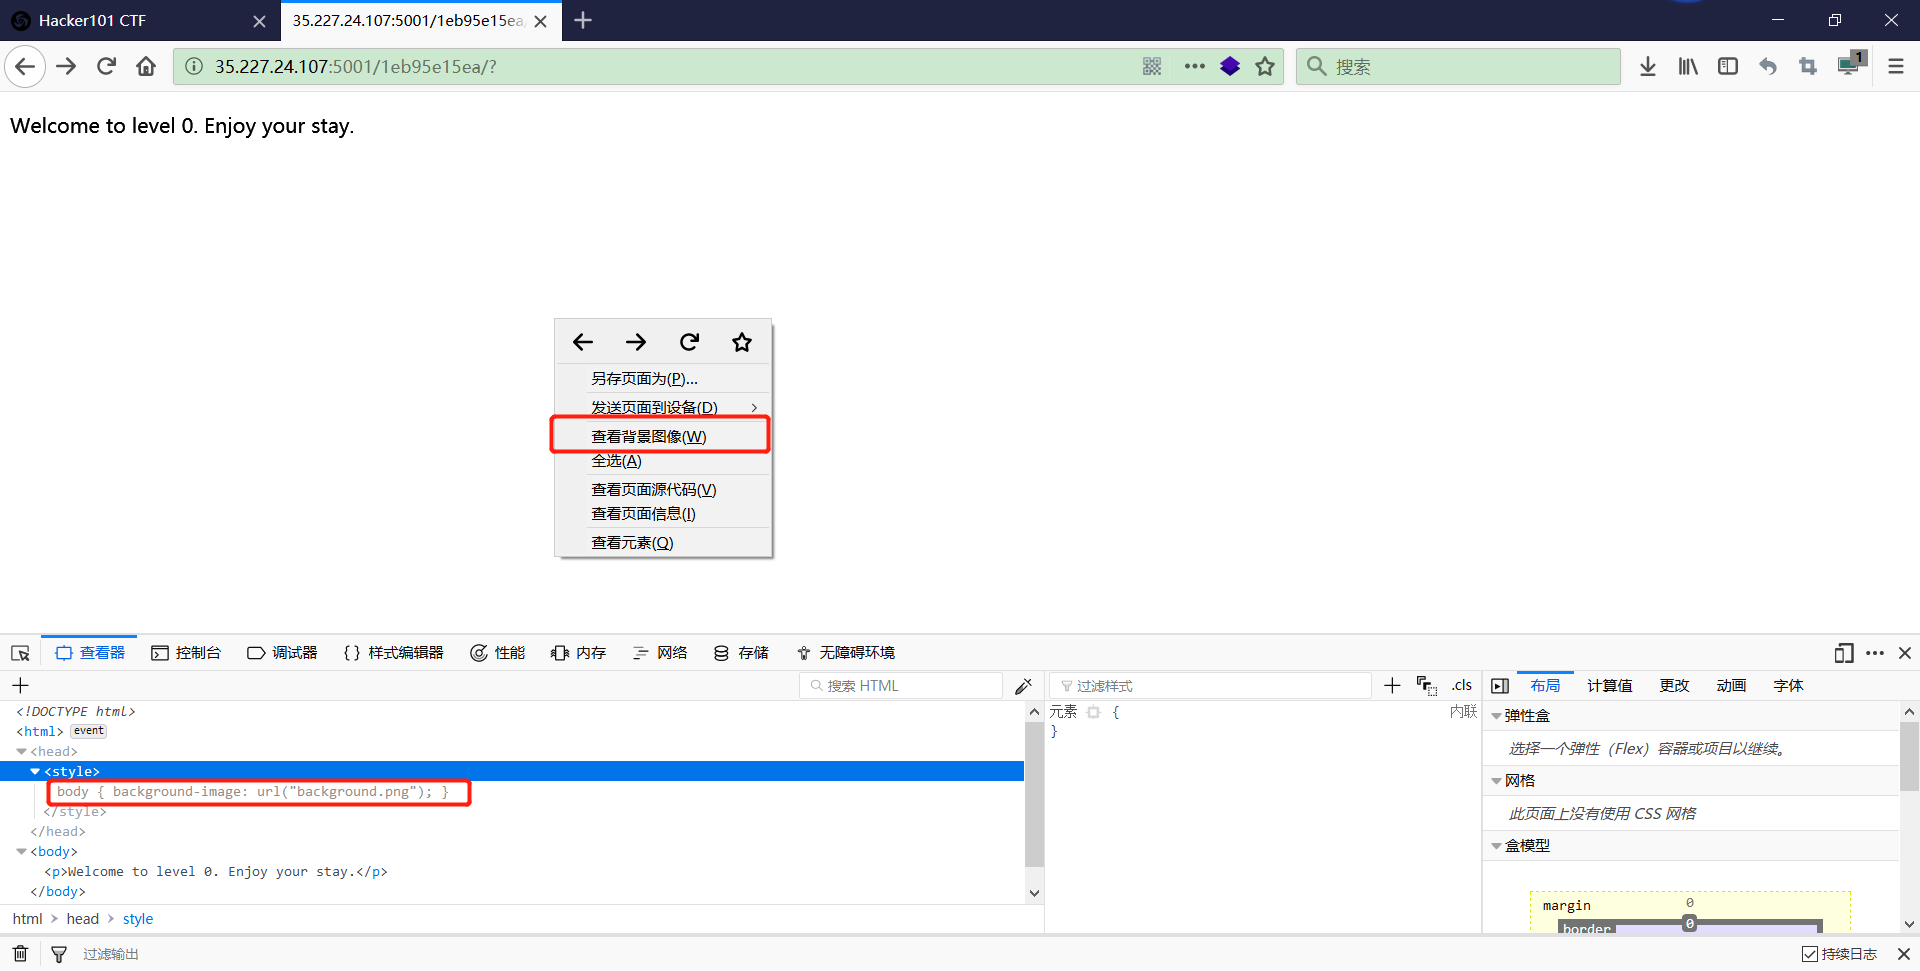 Hacker101 CTF
35.227.24.107:5001/1eb95e15ea/
35.227.24.107:5001/1eb95e15ea/?
搜索
1
Welcome to level 0. Enjoy your stay.
另存页面为(P)...
发送页面到设备(D)
查看背景图像(W)
全选(A)
查看页面源代码(V)
查看页面信息(I)
查看元素(Q)
查看器 控制台 调试器 {} 样式编辑器 性能 内存 网络 存储 无障碍环境
搜索 HTML
过滤样式
.cls
布局 计算值 更改 动画 字体
<!DOCTYPE html>
<html> event
<head>
<style>
body { background-image: url("background.png"); }
</style>
</head>
<body>
<p>Welcome to level 0. Enjoy your stay.</p>
</body>
html > head > style
元素 { 内联
}
弹性盒
选择一个弹性（Flex）容器或项目以继续。
网格
此页面上没有使用 CSS 网格
盒模型
margin 0
border 0
过滤输出
持续日志